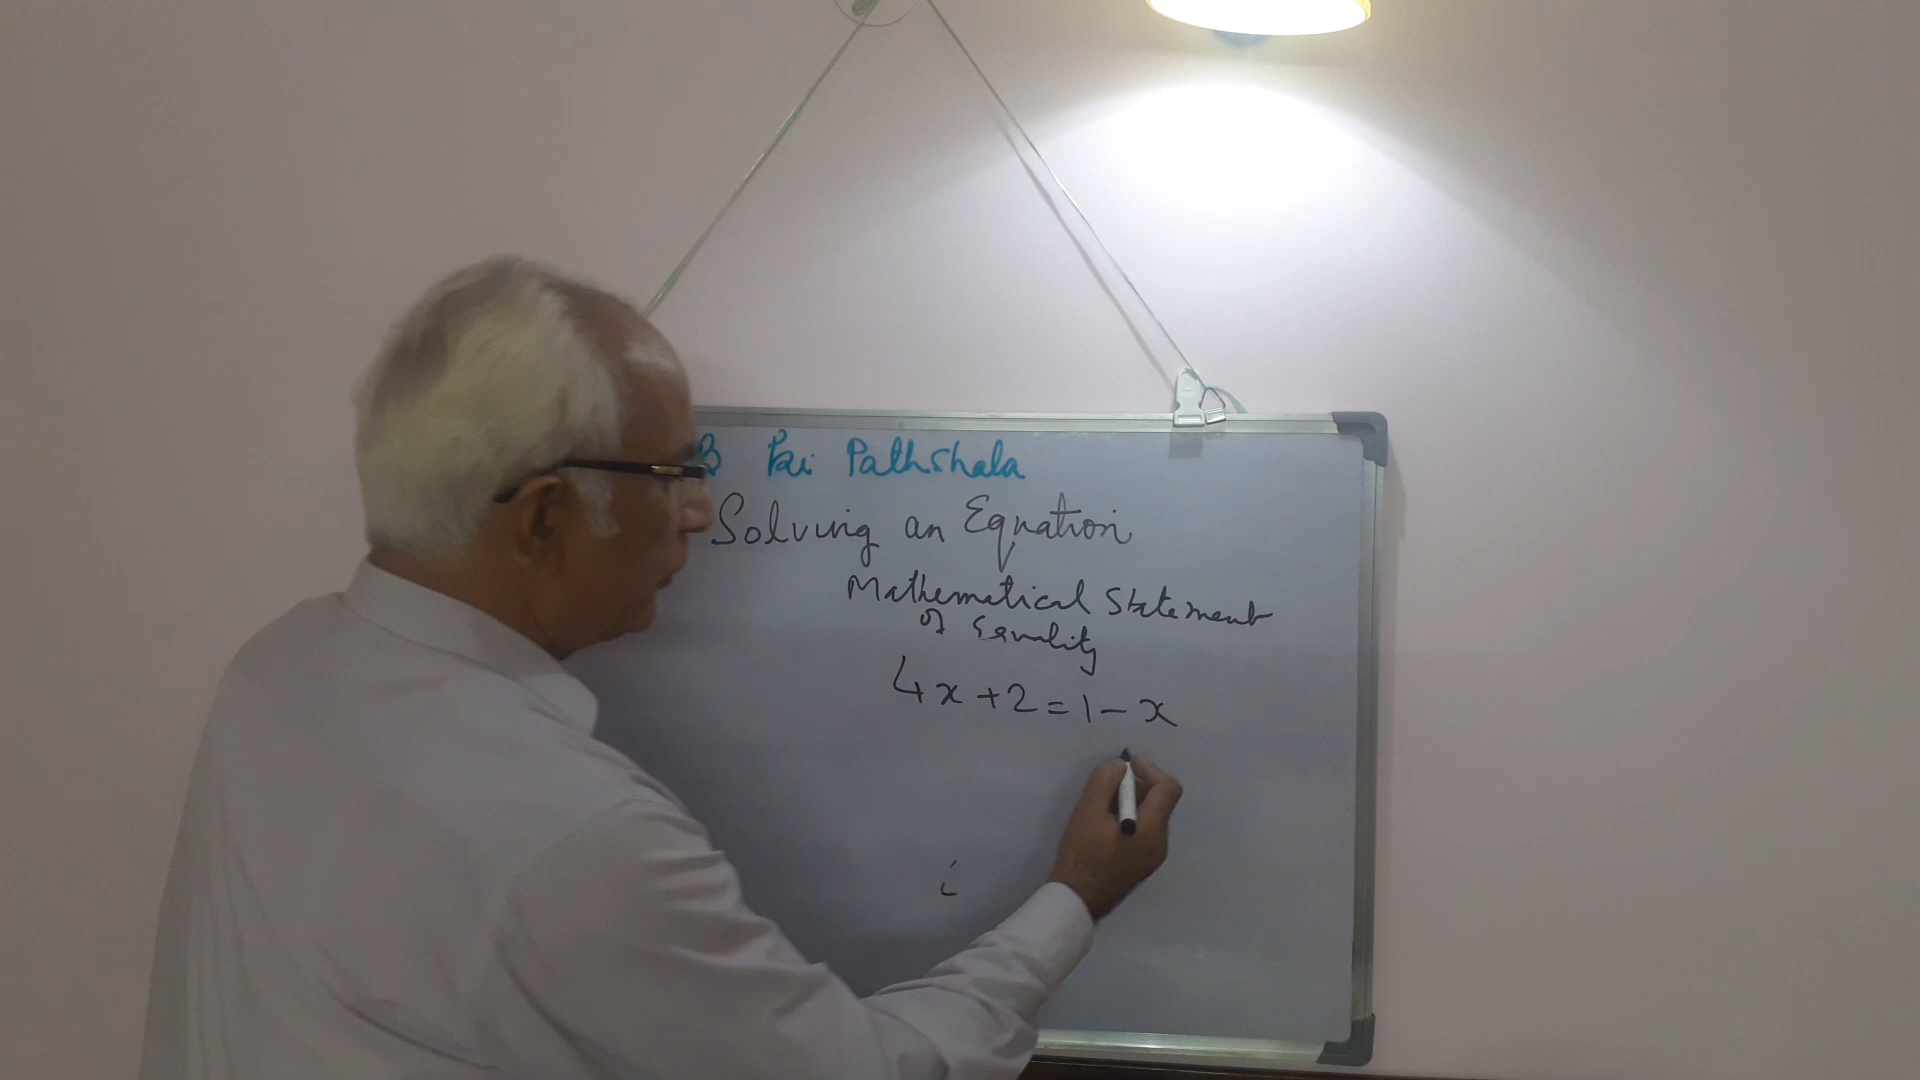 B Pai Pathshala
Solving an Equation
Mathematical Statement
of Equality
4x+2=1-x